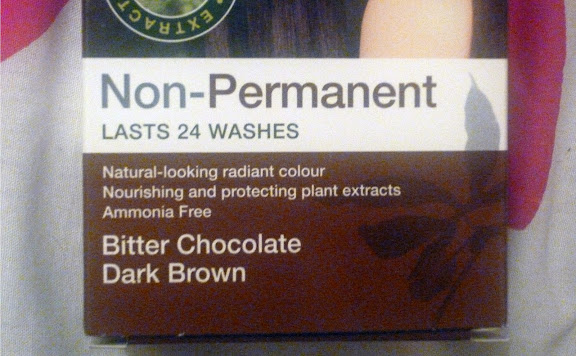 EXTRACT
Non-Permanent
LASTS 24 WASHES
Natural-looking radiant colour
Nourishing and protecting plant extracts
Ammonia Free
Bitter Chocolate
Dark Brown